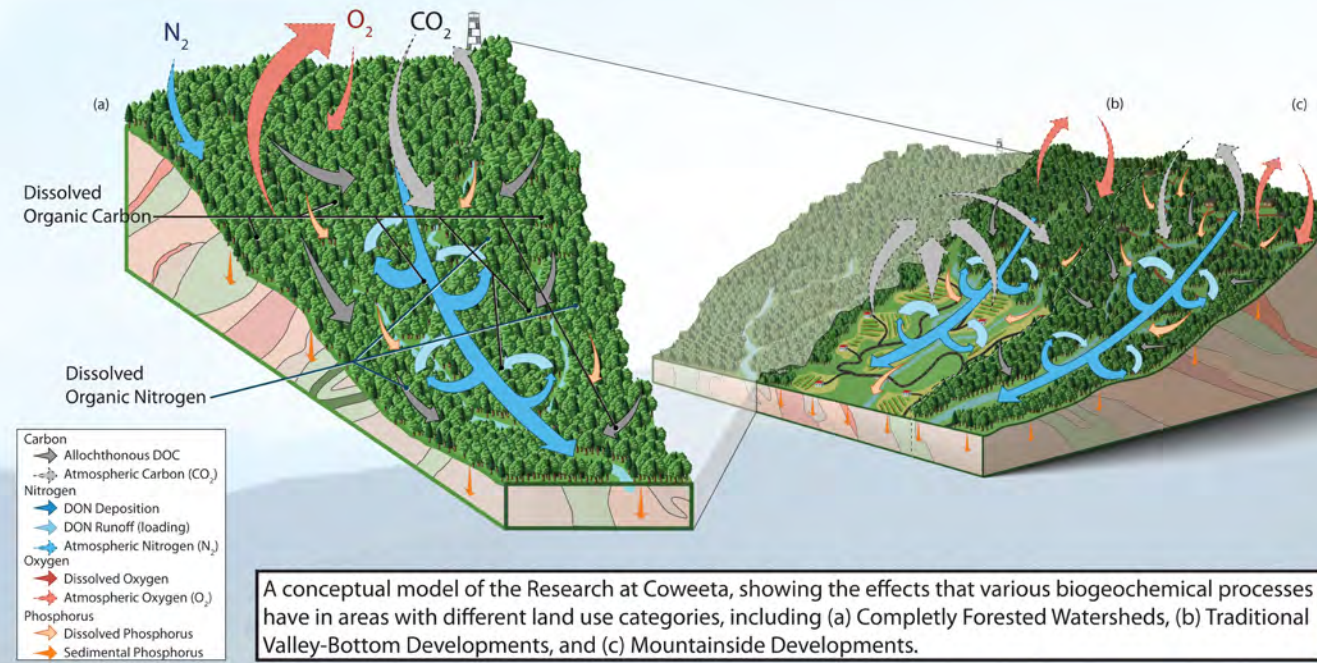 N2
O2
CO2
(a)
(b)
(c)
Dissolved
Organic Carbon
Dissolved
Organic Nitrogen
Carbon
Allochthonous DOC
Atmospheric Carbon (CO2)
Nitrogen
DON Deposition
DON Runoff (loading)
Atmospheric Nitrogen (N2)
Oxygen
Dissolved Oxygen
Atmospheric Oxygen (O2)
Phosphorus
Dissolved Phosphorus
Sedimental Phosphorus
A conceptual model of the Research at Coweeta, showing the effects that various biogeochemical processes
have in areas with different land use categories, including (a) Completly Forested Watersheds, (b) Traditional
Valley-Bottom Developments, and (c) Mountainside Developments.